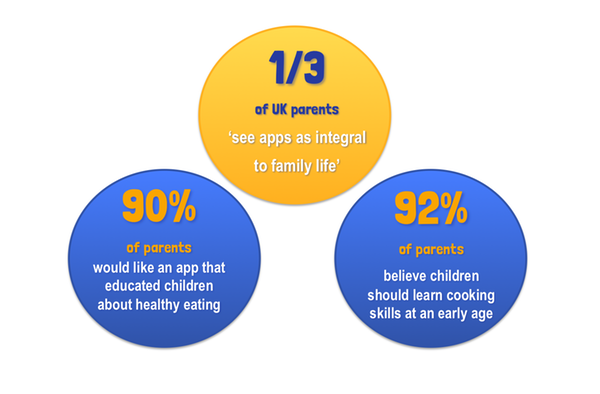 1/3
of UK parents
‘see apps as integral
to family life’
90%
of parents
would like an app that
educated children
about healthy eating
92%
of parents
believe children
should learn cooking
skills at an early age